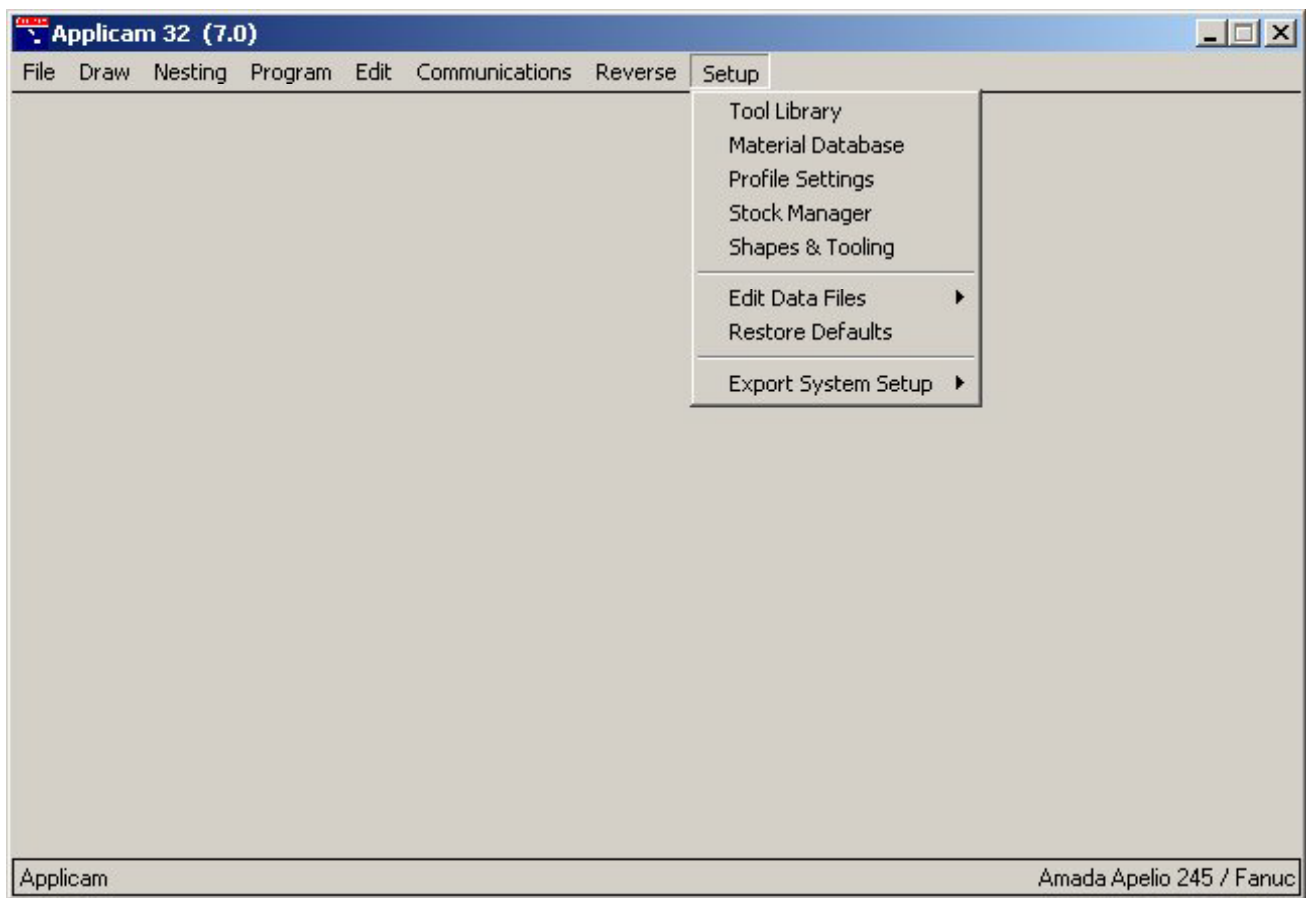 Applicam 32 (7.0)
File Draw Nesting Program Edit Communications Reverse Setup
Tool Library
Material Database
Profile Settings
Stock Manager
Shapes & Tooling
Edit Data Files
Restore Defaults
Export System Setup
Applicam Amada Apelio 245 / Fanuc